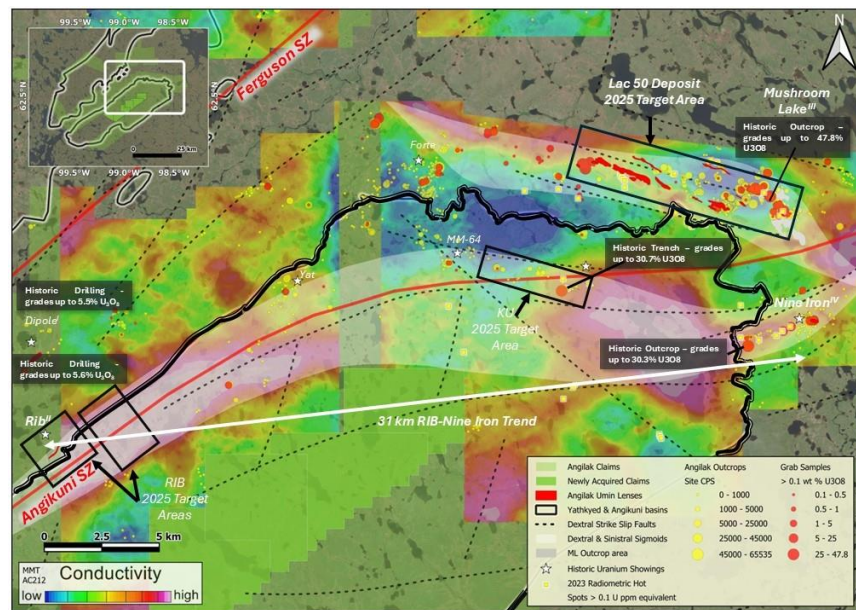 99.5°W 99.0°W 98.5°W
62.5°N
62.5°N
0 25 km
99.5°W 99.0°W 98.5°W
Ferguson SZ
N
Lac 50 Deposit
2025 Target Area
Mushroom
Lake^III
Historic Outcrop –
grades up to 47.8%
U3O8
Forte
MM-64
Yat
Historic Trench – grades
up to 30.7% U3O8
Historic Drilling –
grades up to 5.5% U₃O₈
Dipole^I
KU
2025 Target
Area
Nine Iron^IV
Historic Outcrop – grades
up to 30.3% U3O8
Historic Drilling –
grades up to 5.6% U₃O₈
Rib^II
31 km RIB-Nine Iron Trend
Angikuni SZ
RIB
2025 Target
Areas
0 2.5 5 km
MMT
AC212
Conductivity
low high
Angilak Claims
Newly Acquired Claims
Angilak Umin Lenses
Yathkyed & Angikuni basins
Dextral Strike Slip Faults
Dextral & Sinistral Sigmoids
ML Outcrop area
Historic Uranium Showings
2023 Radiometric Hot
Spots > 0.1 U ppm equivalent
Angilak Outcrops
Site CPS
0 - 1000
1000 - 5000
5000 - 25000
25000 - 45000
45000 - 65535
Grab Samples
> 0.1 wt % U3O8
0.1 - 0.5
0.5 - 1
1 - 5
5 - 25
25 - 47.8